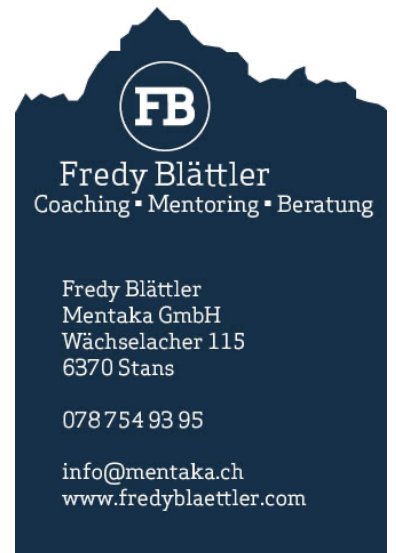 FB
Fredy Blättler
Coaching ▪ Mentoring ▪ Beratung
Fredy Blättler
Mentaka GmbH
Wächselacher 115
6370 Stans
078 754 93 95
info@mentaka.ch
www.fredyblaettler.com